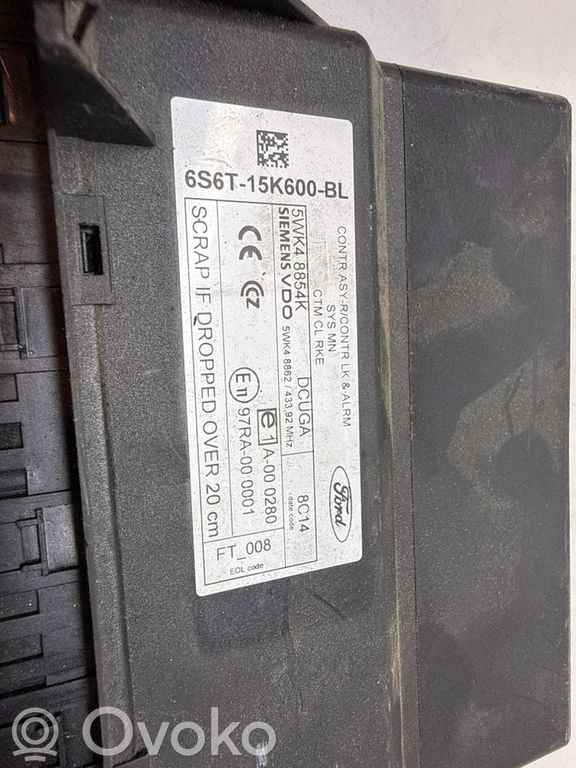 6S6T-15K600-BL
CONTR ASY-R/CONTR LK & ALRM
SYS MN
CTM CL RKE
5WK4 8854K
DCUGA
8C14
date code
SIEMENS VDO
5WK4 8862 / 433,92 MHz
Ford
CE
e1
A-00 0280
E11
97RA-00 0001
SCRAP IF DROPPED OVER 20 cm
FT_008
EOL code
Ovoko